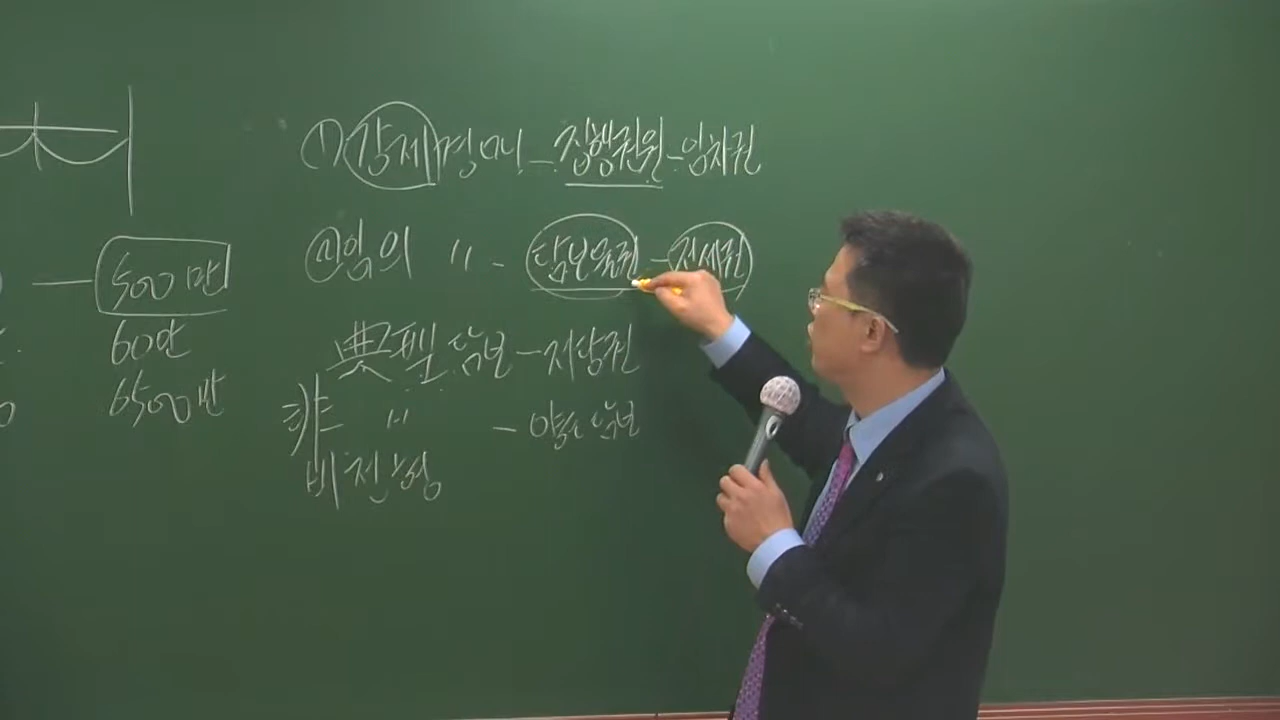 (1) 강제경매 - 집행권원 - 임차권
(2) 임의 〃 - 담보물권 - 전세권
典型 담보 - 저당권
非 〃 - 양도담보
비전형
500만
60만
6500만